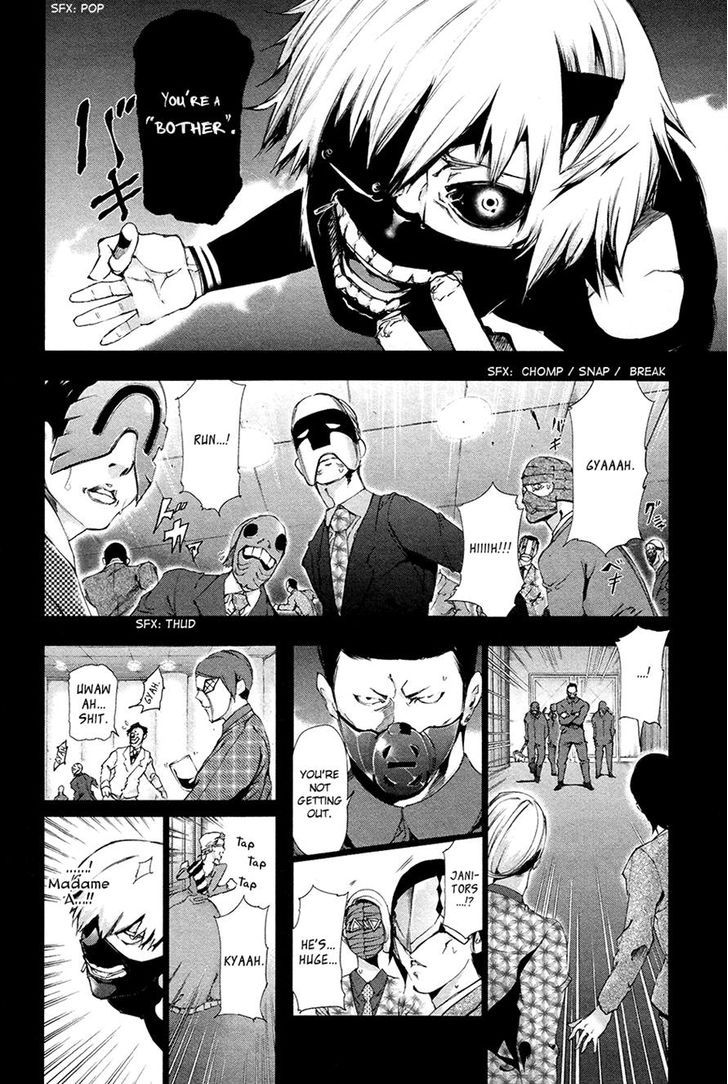 SFX: POP
YOU'RE A
"BOTHER".
バキ
SFX: CHOMP / SNAP / BREAK
RUN...!
GYAAAH.
HIIIIH!!!
SFX: THUD
UWAW
AH...
SHIT.
GYAH.
YOU'RE
NOT
GETTING
OUT.
....!
JANI-
TORS
...!?
HE'S...
HUGE...
TAP
TAP
TAP
KYAAH.
......!
Madame
A....!!